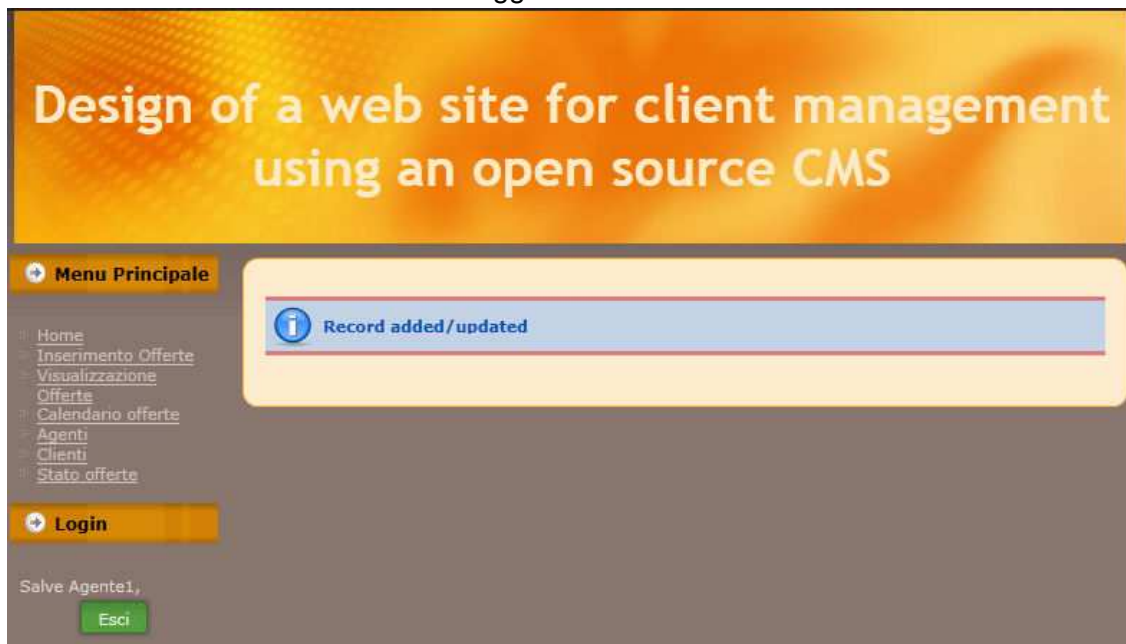 Design of a web site for client management
using an open source CMS
Menu Principale
Home
Inserimento Offerte
Visualizzazione
Offerte
Calendario offerte
Agenti
Clienti
Stato offerte
Login
Salve Agente1,
Esci
Record added/updated